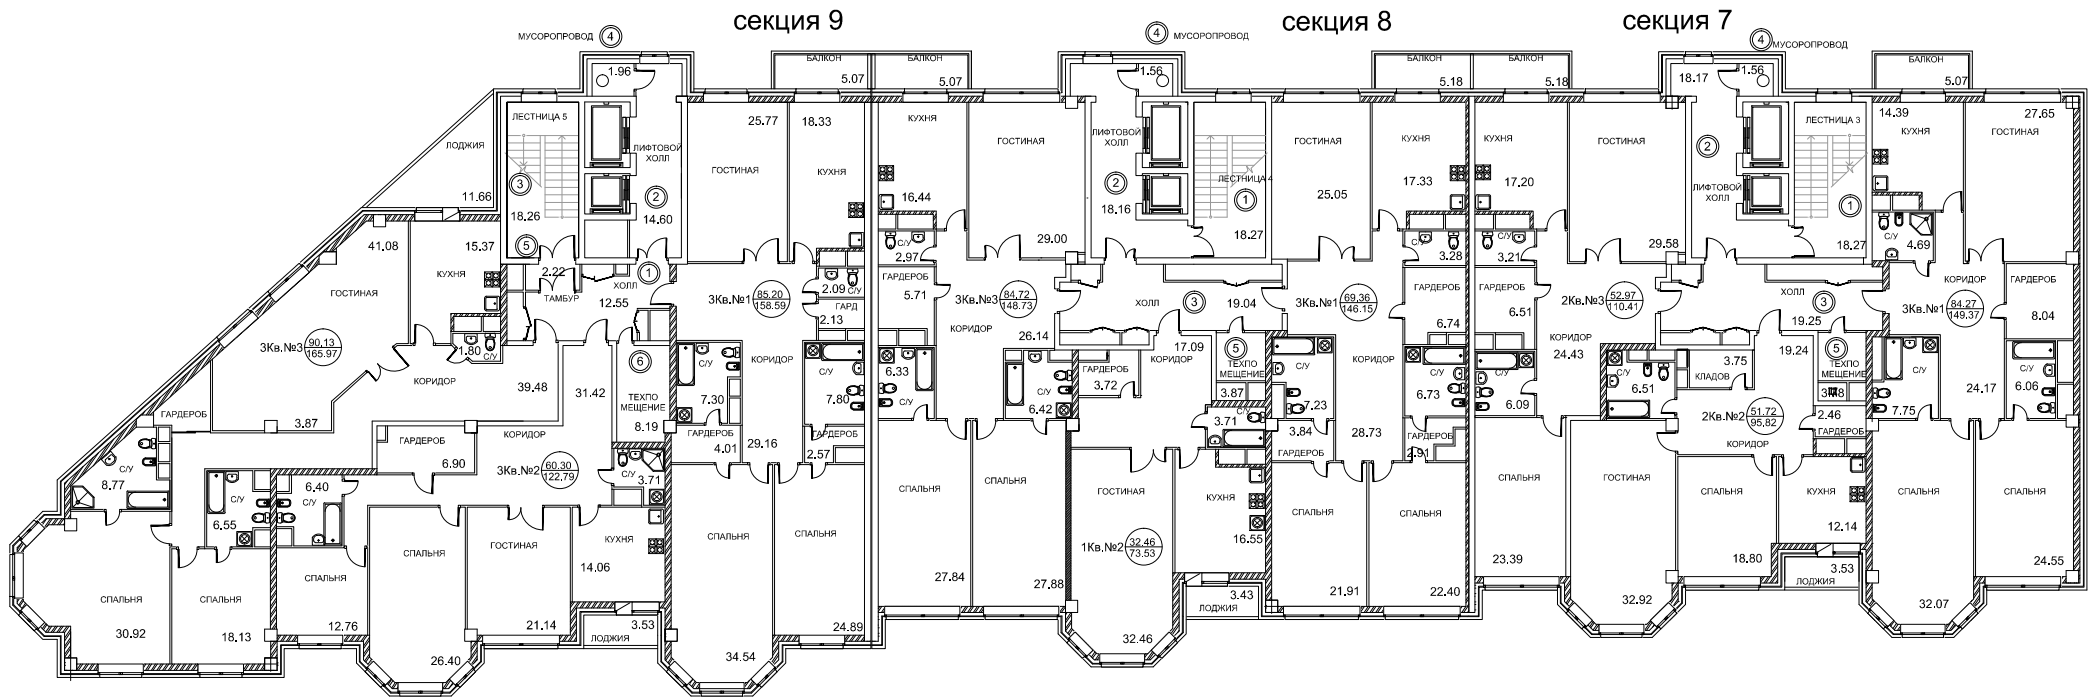 секция 9
секция 8
секция 7
МУСОРОПРОВОД
4
4
МУСОРОПРОВОД
4
МУСОРОПРОВОД
1.96
БАЛКОН
5.07
БАЛКОН
5.07
1.56
БАЛКОН
5.18
БАЛКОН
5.18
18.17
1.56
БАЛКОН
5.07
ЛЕСТНИЦА 5
3
18.26
5
ЛИФТОВОЙ
ХОЛЛ
2
14.60
25.77
ГОСТИНАЯ
18.33
КУХНЯ
КУХНЯ
16.44
ГОСТИНАЯ
29.00
ЛИФТОВОЙ
ХОЛЛ
2
18.16
ЛЕСТНИЦА 4
1
18.27
ГОСТИНАЯ
25.05
КУХНЯ
17.33
КУХНЯ
17.20
ГОСТИНАЯ
29.58
2
ЛИФТОВОЙ
ХОЛЛ
ЛЕСТНИЦА 3
1
18.27
14.39
КУХНЯ
27.65
ГОСТИНАЯ
ЛОДЖИЯ
11.66
41.08
ГОСТИНАЯ
15.37
КУХНЯ
3Кв.№3
90.13
165.97
1.80
С/У
КОРИДОР
39.48
3.87
2.22
ТАМБУР
ХОЛЛ
1
12.55
3Кв.№1
85.20
158.59
2.09
С/У
ГАРД
2.13
КОРИДОР
29.16
С/У
2.97
ГАРДЕРОБ
5.71
3Кв.№3
84.72
148.73
КОРИДОР
26.14
ХОЛЛ
3
19.04
3Кв.№1
69.36
146.15
С/У
3.28
ГАРДЕРОБ
6.74
КОРИДОР
28.73
С/У
3.21
ГАРДЕРОБ
6.51
2Кв.№3
52.97
110.41
КОРИДОР
24.43
ХОЛЛ
3
19.25
С/У
4.69
КОРИДОР
3Кв.№1
84.27
149.37
24.17
ГАРДЕРОБ
8.04
31.42
6
ТЕХПО
МЕЩЕНИЕ
8.19
С/У
7.30
ГАРДЕРОБ
4.01
С/У
7.80
ГАРДЕРОБ
2.57
С/У
6.33
С/У
6.42
ГАРДЕРОБ
3.72
КОРИДОР
17.09
5
ТЕХПО
МЕЩЕНИЕ
3.87
3.71
С/У
С/У
7.23
3.84
ГАРДЕРОБ
С/У
6.73
ГАРДЕРОБ
2.91
С/У
6.09
С/У
6.51
3.75
КЛАДОВ
19.24
5
ТЕХПО
МЕЩЕНИЕ
2Кв.№2
51.72
95.82
КОРИДОР
2.46
ГАРДЕРОБ
С/У
7.75
С/У
6.06
ГАРДЕРОБ
С/У
8.77
С/У
6.55
6.40
С/У
ГАРДЕРОБ
6.90
КОРИДОР
3Кв.№2
60.30
122.79
С/У
3.71
СПАЛЬНЯ
30.92
СПАЛЬНЯ
18.13
СПАЛЬНЯ
12.76
СПАЛЬНЯ
26.40
ГОСТИНАЯ
21.14
КУХНЯ
14.06
3.53
ЛОДЖИЯ
СПАЛЬНЯ
34.54
СПАЛЬНЯ
24.89
СПАЛЬНЯ
27.84
СПАЛЬНЯ
27.88
ГОСТИНАЯ
1Кв.№2
32.46
73.53
32.46
КУХНЯ
16.55
3.43
ЛОДЖИЯ
СПАЛЬНЯ
21.91
СПАЛЬНЯ
22.40
СПАЛЬНЯ
23.39
ГОСТИНАЯ
32.92
СПАЛЬНЯ
18.80
КУХНЯ
12.14
3.53
ЛОДЖИЯ
СПАЛЬНЯ
32.07
СПАЛЬНЯ
24.55